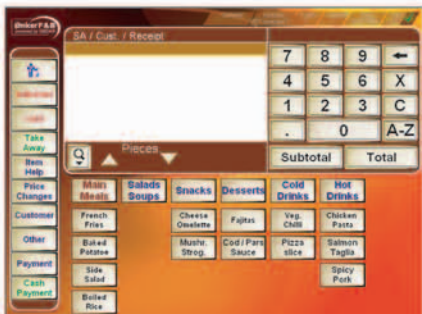 Anker F & B
SA / Cust. / Receipt
7 8 9
4 5 6 X
1 2 3 C
. 0 A-Z
Pieces
Subtotal Total
Take
Away
Item
Help
Price
Changes
Customer
Other
Payment
Cash
Payment
Main
Meals
Salads
Soups
Snacks
Desserts
Cold
Drinks
Hot
Drinks
French
Fries
Cheese
Omelette
Fajitas
Veg.
Chilli
Chicken
Pasta
Baked
Potatoe
Mushr.
Strog.
Cod / Pars
Sauce
Pizza
slice
Salmon
Taglia
Side
Salad
Spicy
Pork
Boiled
Rice